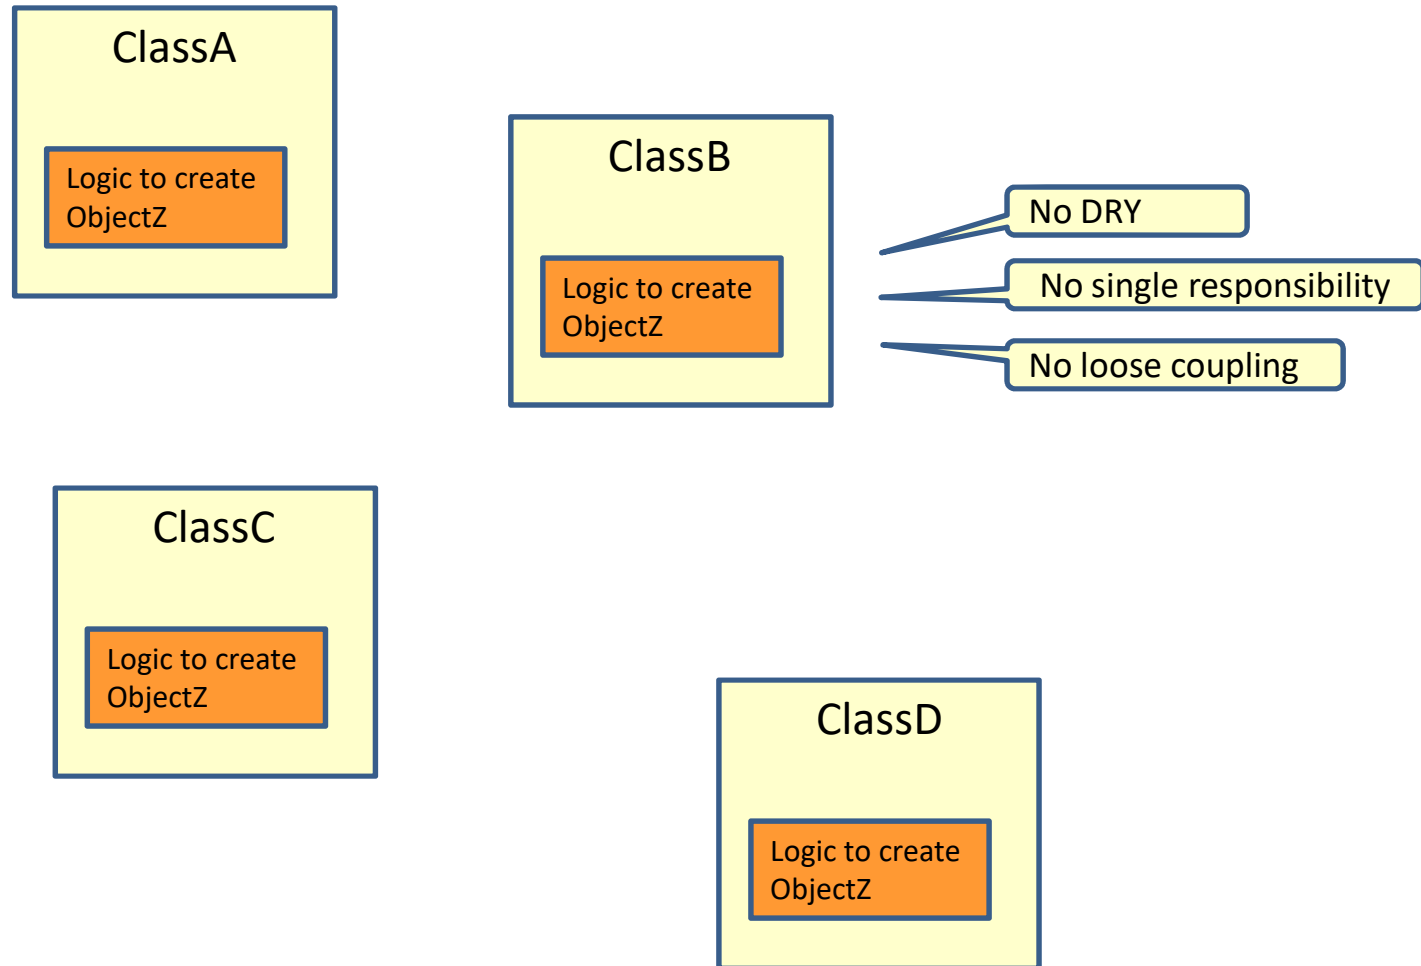 ClassA
Logic to create
ObjectZ
ClassB
Logic to create
ObjectZ
No DRY
No single responsibility
No loose coupling
ClassC
Logic to create
ObjectZ
ClassD
Logic to create
ObjectZ